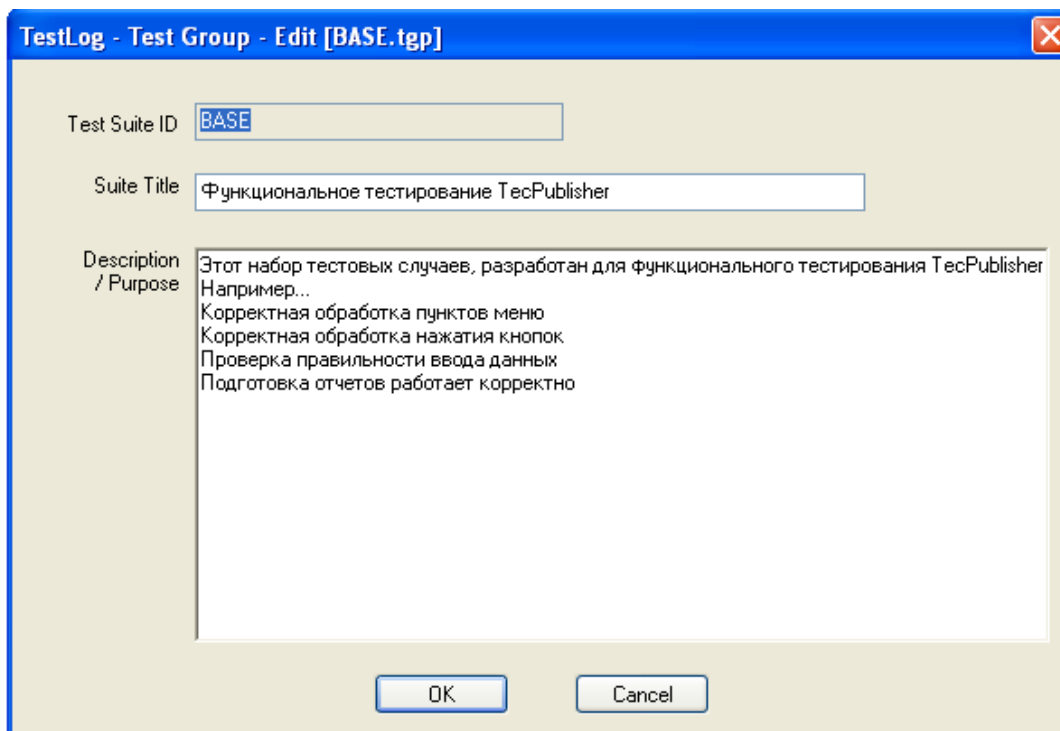 TestLog - Test Group - Edit [BASE.tgp]
Test Suite ID BASE
Suite Title Функциональное тестирование TecPublisher
Description / Purpose
Этот набор тестовых случаев, разработан для функционального тестирования TecPublisher
Например...
Корректная обработка пунктов меню
Корректная обработка нажатия кнопок
Проверка правильности ввода данных
Подготовка отчетов работает корректно
OK Cancel